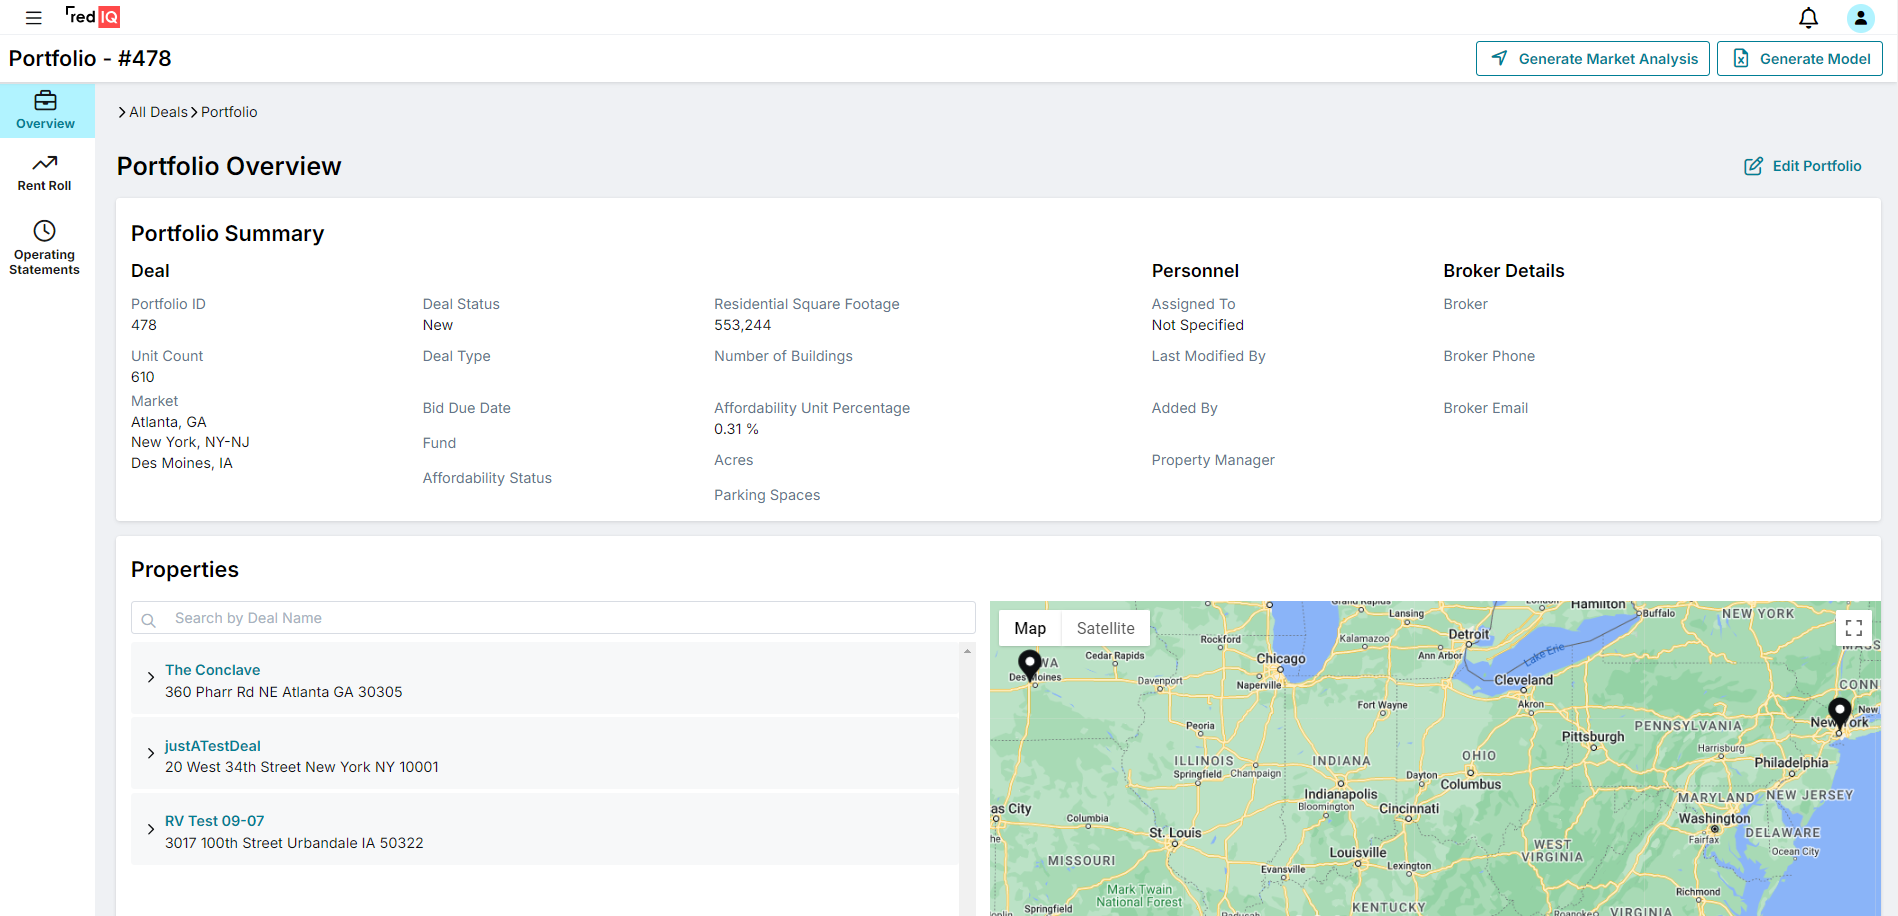 red IQ
Portfolio - #478
Generate Market Analysis
Generate Model
Overview
Rent Roll
Operating
Statements
All Deals Portfolio
Portfolio Overview
Edit Portfolio
Portfolio Summary
Deal
Portfolio ID
478
Unit Count
610
Market
Atlanta, GA
New York, NY-NJ
Des Moines, IA
Deal Status
New
Deal Type
Bid Due Date
Fund
Affordability Status
Residential Square Footage
553,244
Number of Buildings
Affordability Unit Percentage
0.31 %
Acres
Parking Spaces
Personnel
Assigned To
Not Specified
Last Modified By
Added By
Property Manager
Broker Details
Broker
Broker Phone
Broker Email
Properties
Search by Deal Name
The Conclave
360 Pharr Rd NE Atlanta GA 30305
justATestDeal
20 West 34th Street New York NY 10001
RV Test 09-07
3017 100th Street Urbandale IA 50322
Map
Satellite
Grand Rapids
Lansing
London
Hamilton
Buffalo
NEW YORK
MASS
Rockford
Kalamazoo
Detroit
Ann Arbor
Lake Erie
Cedar Rapids
Chicago
Naperville
Des Moines
Davenport
Cleveland
Akron
CONN
New
New York
Fort Wayne
Peoria
PENNSYLVANIA
Pittsburgh
Harrisburg
Philadelphia
ILLINOIS
INDIANA
OHIO
Springfield
Champaign
Dayton
Columbus
Indianapolis
Bloomington
Cincinnati
MARYLAND
NEW JERSEY
as City
Columbia
St. Louis
Washington
DELAWARE
Fairfax
Ocean City
MISSOURI
Louisville
Lexington
WEST
VIRGINIA
Evansville
Mark Twain
National Forest
Richmond
Springfield
Paducah
KENTUCKY
Roanoke
VIRGINIA